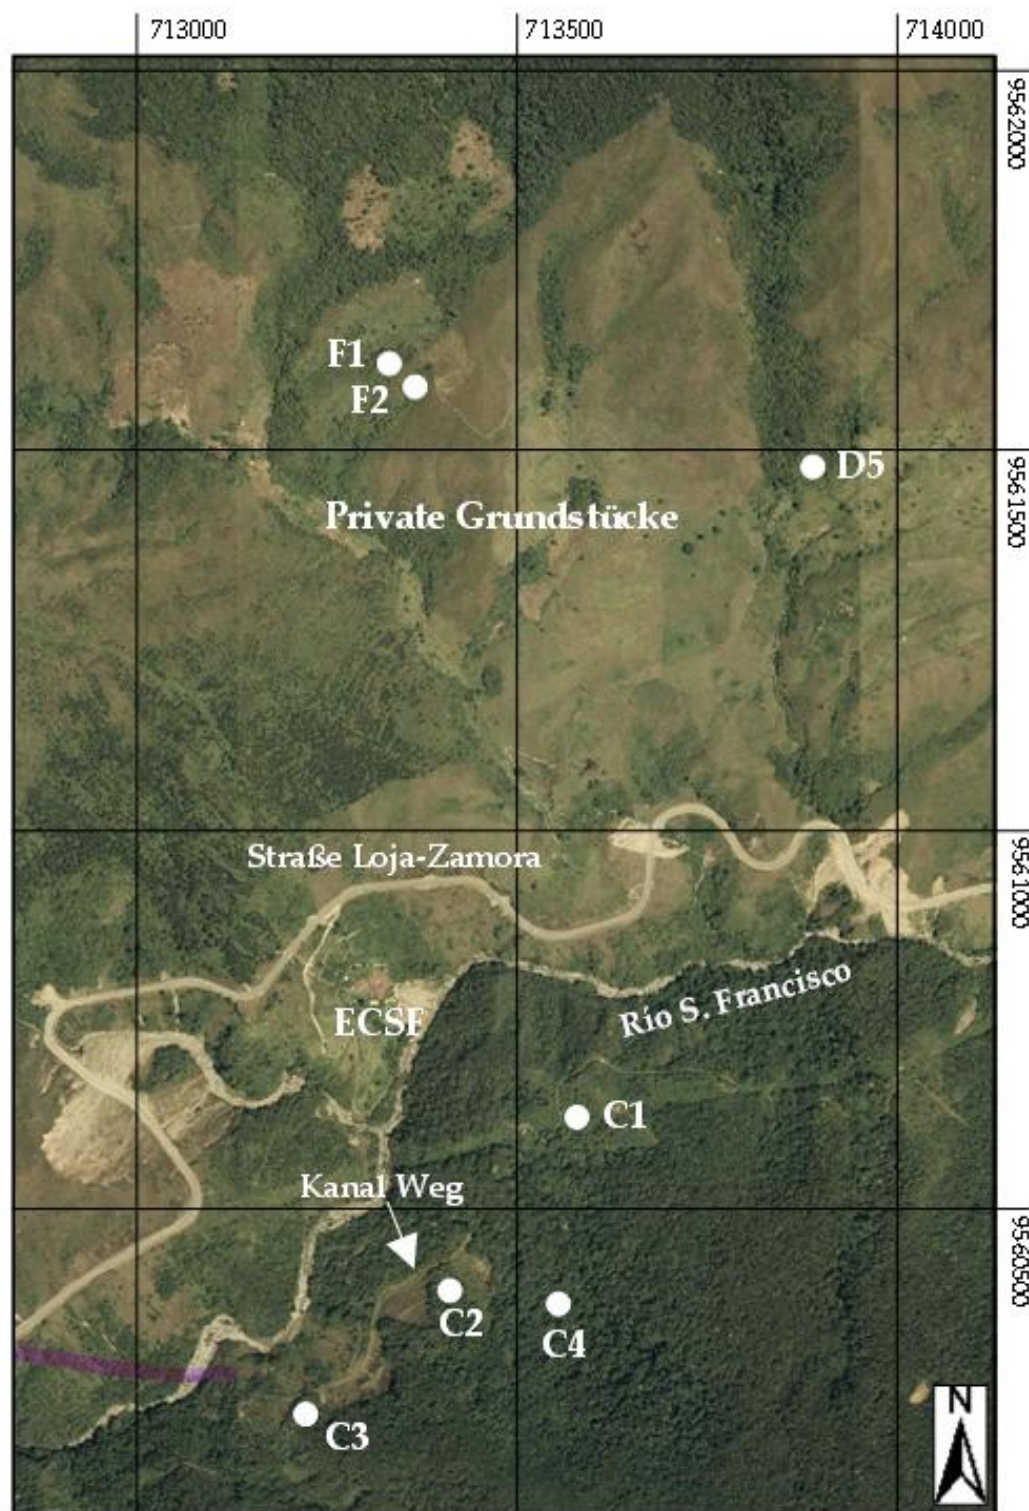 713000
713500
714000
9562000
F1
F2
D5
9561500
Private Grundstücke
Straße Loja-Zamora
9561000
Río S. Francisco
ECSF
C1
Kanal Weg
9560500
C2
C4
C3
N